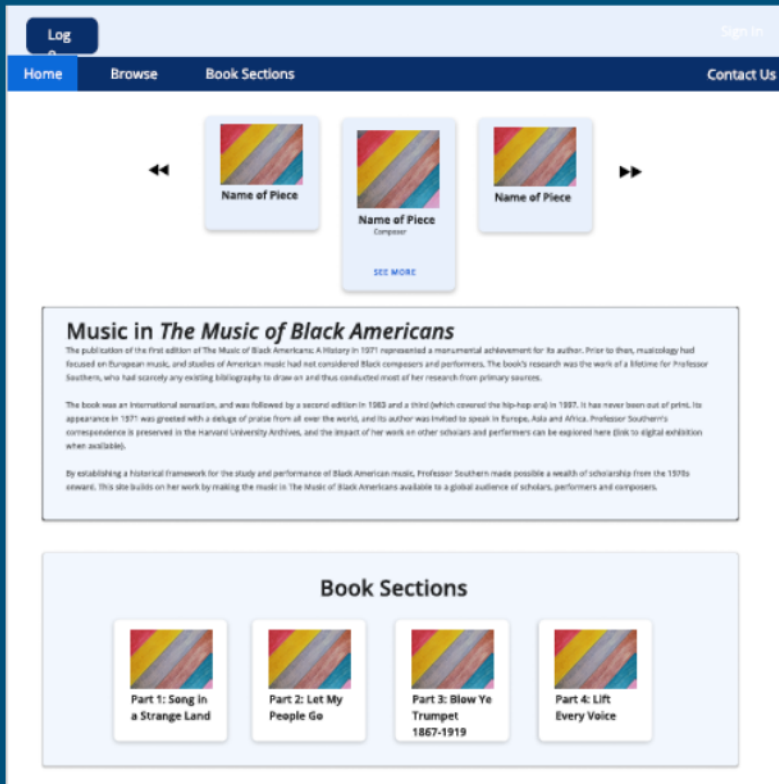 Log
Sign In
Home Browse Book Sections Contact Us
Name of Piece
Name of Piece
Composer
SEE MORE
Name of Piece
Music in The Music of Black Americans
The publication of the first edition of The Music of Black Americans: A History in 1971 represented a monumental achievement for its author. Prior to then, musicology had
focused on European music, and studies of American music had not considered Black composers and performers. The book's research was the work of a lifetime for Professor
Southern, who had scarcely any existing bibliography to draw on and thus conducted most of her research from primary sources.
The book was an international sensation, and was followed by a second edition in 1983 and a third (which covered the hip-hop era) in 1997. It has never been out of print. Its
appearance in 1971 was greeted with a deluge of praise from all over the world, and its author was invited to speak in Europe, Asia and Africa. Professor Southern's
correspondence is preserved in the Harvard University Archives, and the impact of her work on other scholars and performers can be explored here (link to digital exhibition
when available).
By establishing a historical framework for the study and performance of Black American music, Professor Southern made possible a wealth of scholarship from the 1970s
onward. This site builds on her work by making the music in The Music of Black Americans available to a global audience of scholars, performers and composers.
Book Sections
Part 1: Song in
a Strange Land
Part 2: Let My
People Go
Part 3: Blow Ye
Trumpet
1867-1919
Part 4: Lift
Every Voice